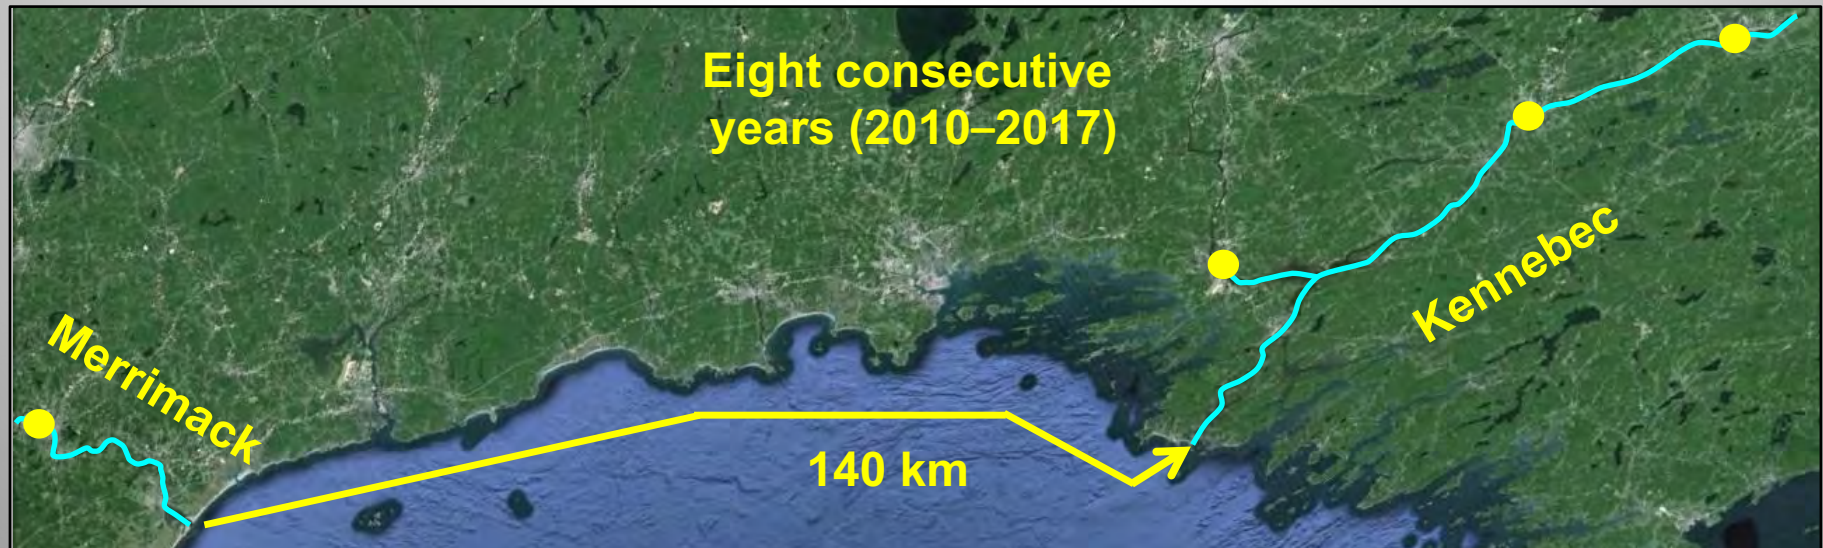 Eight consecutive
years (2010–2017)
Merrimack
Kennebec
140 km